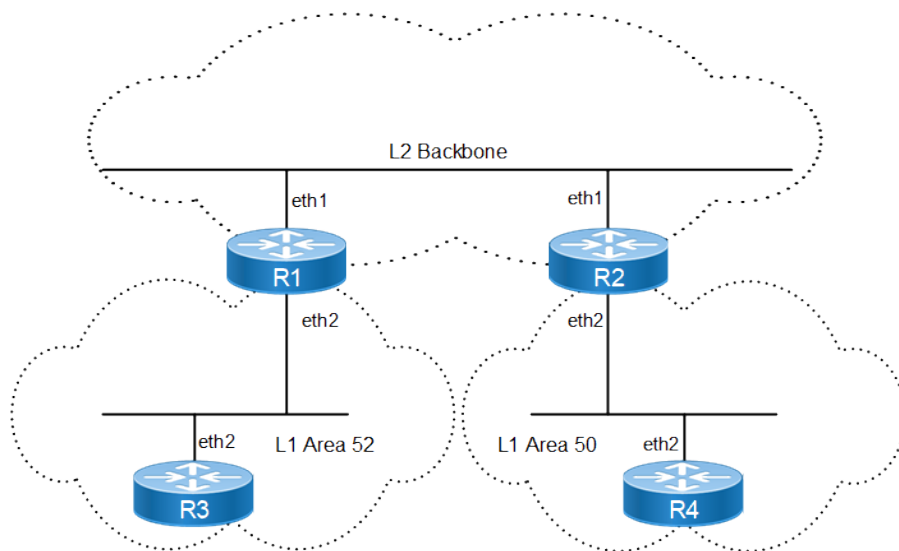 L2 Backbone
eth1
eth1
R1
R2
eth2
eth2
eth2
L1 Area 52
L1 Area 50
eth2
R3
R4